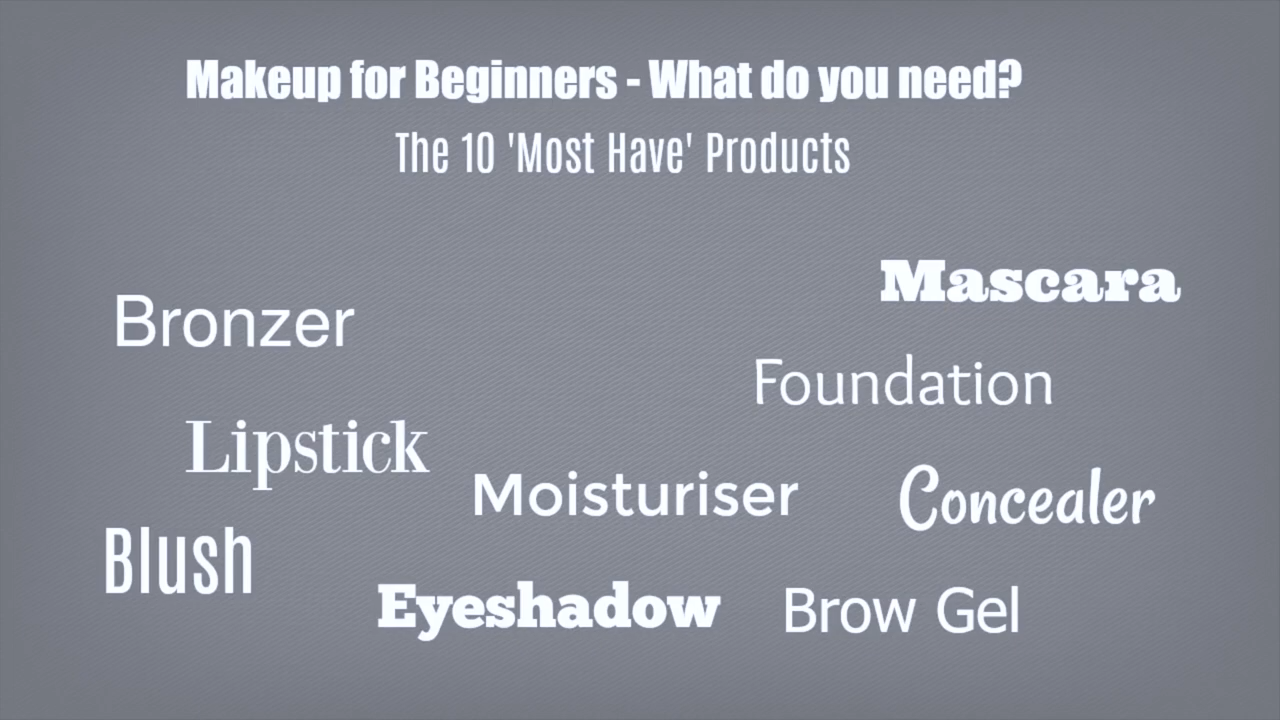 Makeup for Beginners - What do you need?
The 10 'Most Have' Products
Mascara
Bronzer
Foundation
Lipstick
Moisturiser
Concealer
Blush
Eyeshadow
Brow Gel